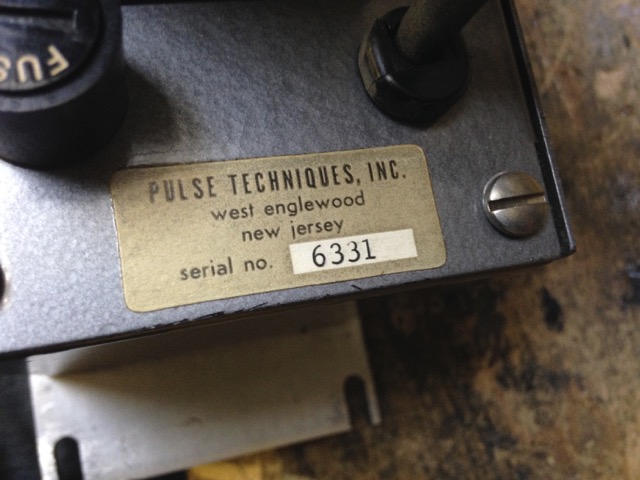 FUS
PULSE TECHNIQUES, INC.
west englewood
new jersey
serial no. 6331